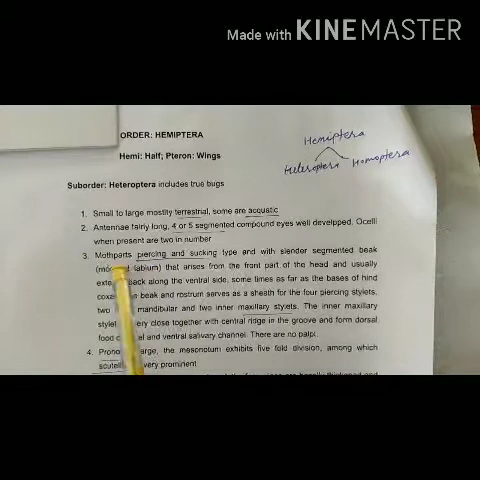 Made with KINEMASTER
ORDER: HEMIPTERA
Hemi: Half; Pteron: Wings
Hemiptera
Heteroptera Homoptera
Suborder: Heteroptera includes true bugs
1. Small to large mostily terrestrial, some are acquatic
2. Antennae fairly long, 4 or 5 segmented compound eyes well develpped. Ocelli
when present are two in number
3. Mothparts piercing and sucking type and with slender segmented beak
labium) that arises from the front part of the head and usually
back along the ventral side, some times as far as the bases of hind
beak and rostrum serves as a sheath for the four piercing stylets,
two mandibular and two inner maxillary stylets. The inner maxillary
stylet very close together with central ridge in the groove and form dorsal
food and ventral salivary channel. There are no palpi.
4. large, the mesonotum exhibits five fold division, among which
very prominent